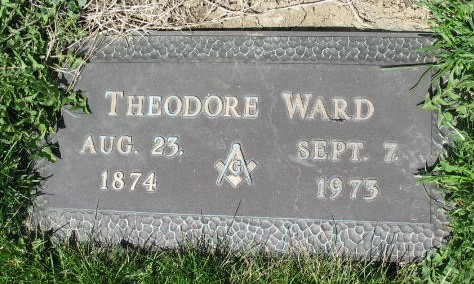 THEODORE WARD
AUG. 23, SEPT. 7,
1874 G 1973